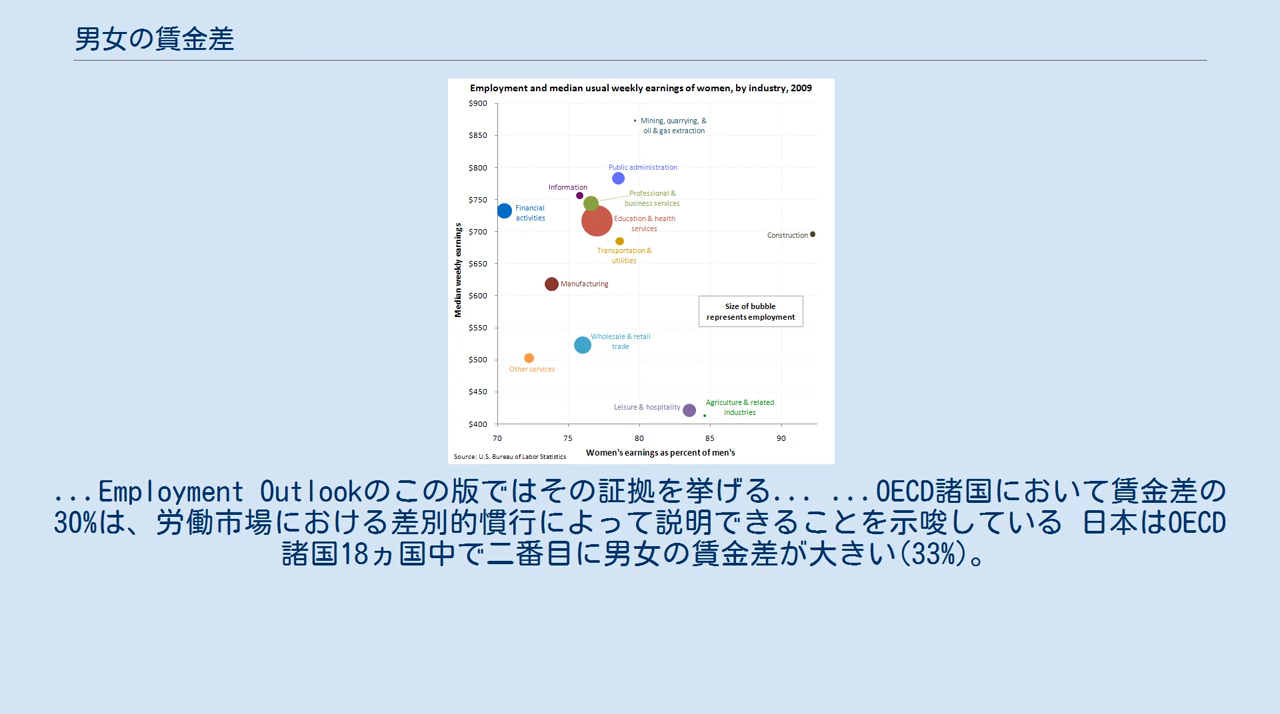 男女の賃金差
Employment and median usual weekly earnings of women, by industry, 2009
$900
$850
$800
$750
$700
$650
$600
$550
$500
$450
$400
Median weekly earnings
Mining, quarrying, &
oil & gas extraction
Public administration
Information
Professional &
business services
Financial
activities
Education & health
services
Construction
Transportation &
utilities
Manufacturing
Size of bubble
represents employment
Wholesale & retail
trade
Other services
Leisure & hospitality
Agriculture & related
industries
70
75
80
85
90
Women's earnings as percent of men's
Source: U.S. Bureau of Labor Statistics
...Employment Outlookのこの版ではその証拠を挙げる... ...OECD諸国において賃金差の
30%は、労働市場における差別的慣行によって説明できることを示唆している 日本はOECD
諸国18ヵ国中で二番目に男女の賃金差が大きい(33%)。